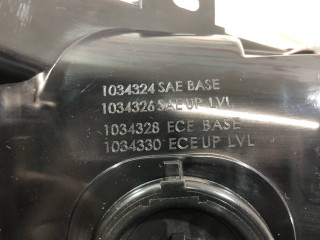 1034324 SAE BASE
1034326 SAE UP LVL
1034328 ECE BASE
1034330 ECE UP LVL